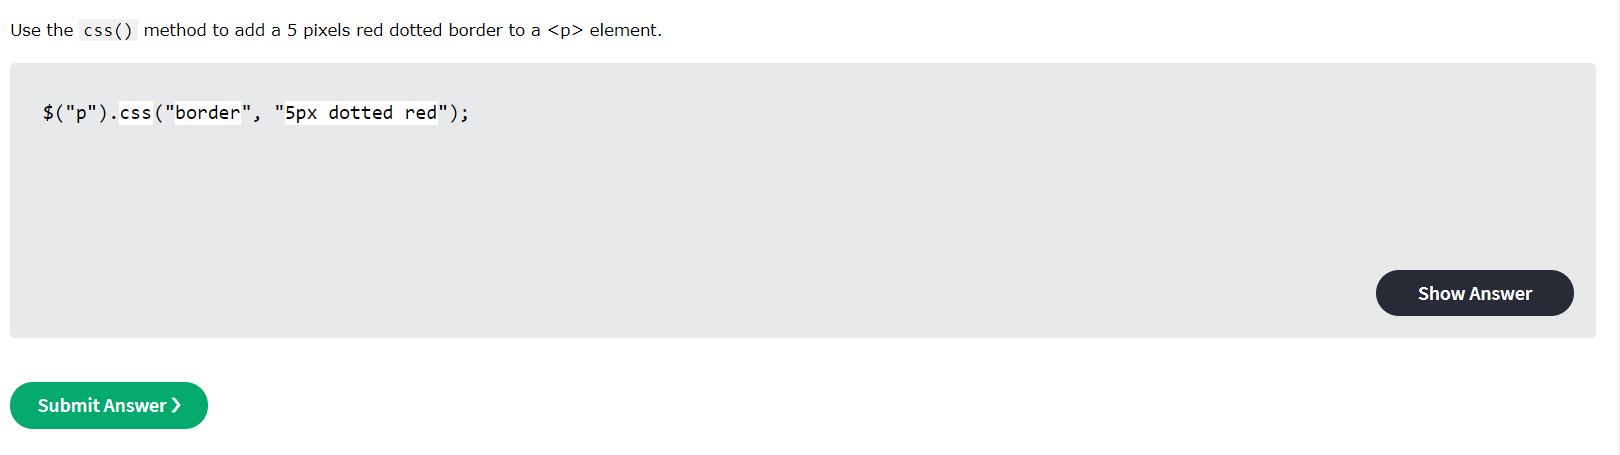 Use the css() method to add a 5 pixels red dotted border to a <p> element.
$("p").css("border", "5px dotted red");
Show Answer
Submit Answer ❯